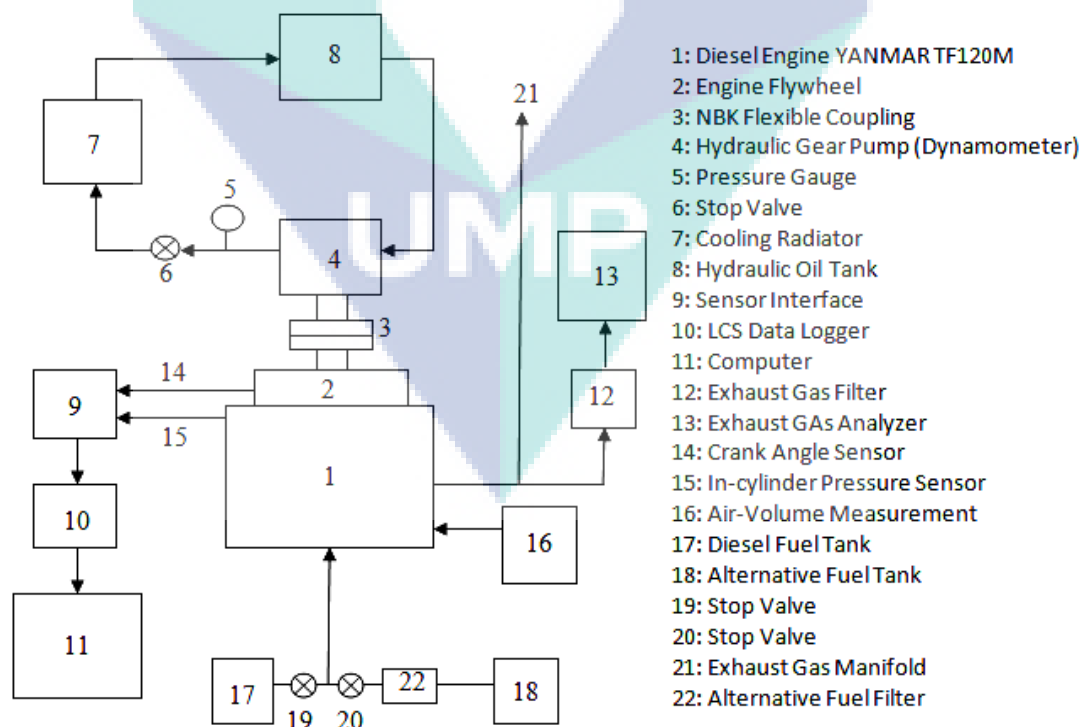 8
21
7
5
6
4
UMP
13
3
14
2
9
15
12
1
10
16
11
17
19
20
22
18
1: Diesel Engine YANMAR TF120M
2: Engine Flywheel
3: NBK Flexible Coupling
4: Hydraulic Gear Pump (Dynamometer)
5: Pressure Gauge
6: Stop Valve
7: Cooling Radiator
8: Hydraulic Oil Tank
9: Sensor Interface
10: LCS Data Logger
11: Computer
12: Exhaust Gas Filter
13: Exhaust GAs Analyzer
14: Crank Angle Sensor
15: In-cylinder Pressure Sensor
16: Air-Volume Measurement
17: Diesel Fuel Tank
18: Alternative Fuel Tank
19: Stop Valve
20: Stop Valve
21: Exhaust Gas Manifold
22: Alternative Fuel Filter